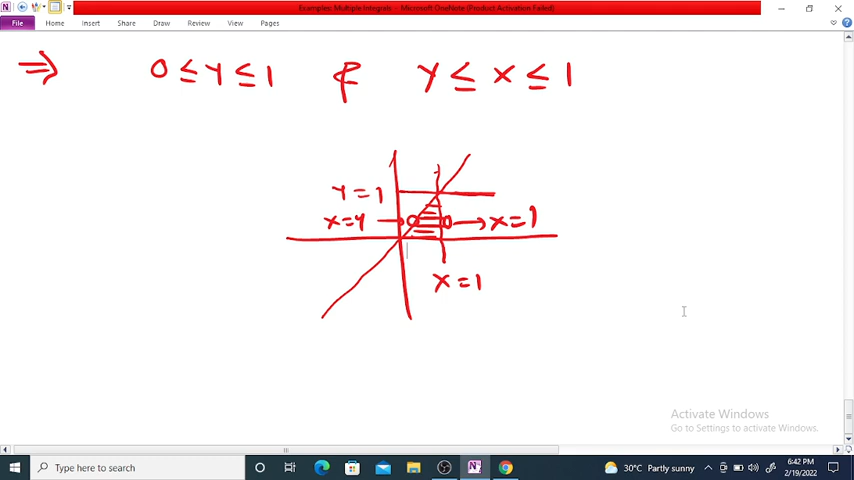 Examples: Multiple Integrals -- Microsoft OneNote (Product Activation Failed)
File Home Insert Share Draw Review View Pages
⇒ 0 ≤ y ≤ 1 & y ≤ x ≤ 1
y = 1
x = y → → x = 1
x = 1
Activate Windows
Go to Settings to activate Windows.
Type here to search
30°C Partly sunny
6:42 PM
2/19/2022